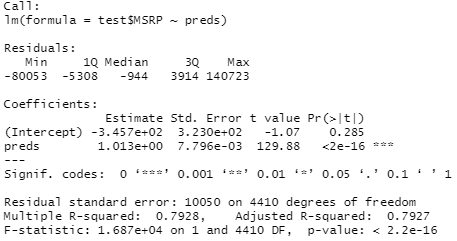 Call:
lm(formula = test$MSRP ~ preds)
Residuals:
Min 1Q Median 3Q Max
-80053 -5308 -944 3914 140723
Coefficients:
Estimate Std. Error t value Pr(>|t|)
(Intercept) -3.457e+02 3.230e+02 -1.07 0.285
preds 1.013e+00 7.796e-03 129.88 <2e-16 ***
---
Signif. codes: 0 ‘***’ 0.001 ‘**’ 0.01 ‘*’ 0.05 ‘.’ 0.1 ‘ ’ 1
Residual standard error: 10050 on 4410 degrees of freedom
Multiple R-squared: 0.7928, Adjusted R-squared: 0.7927
F-statistic: 1.687e+04 on 1 and 4410 DF, p-value: < 2.2e-16